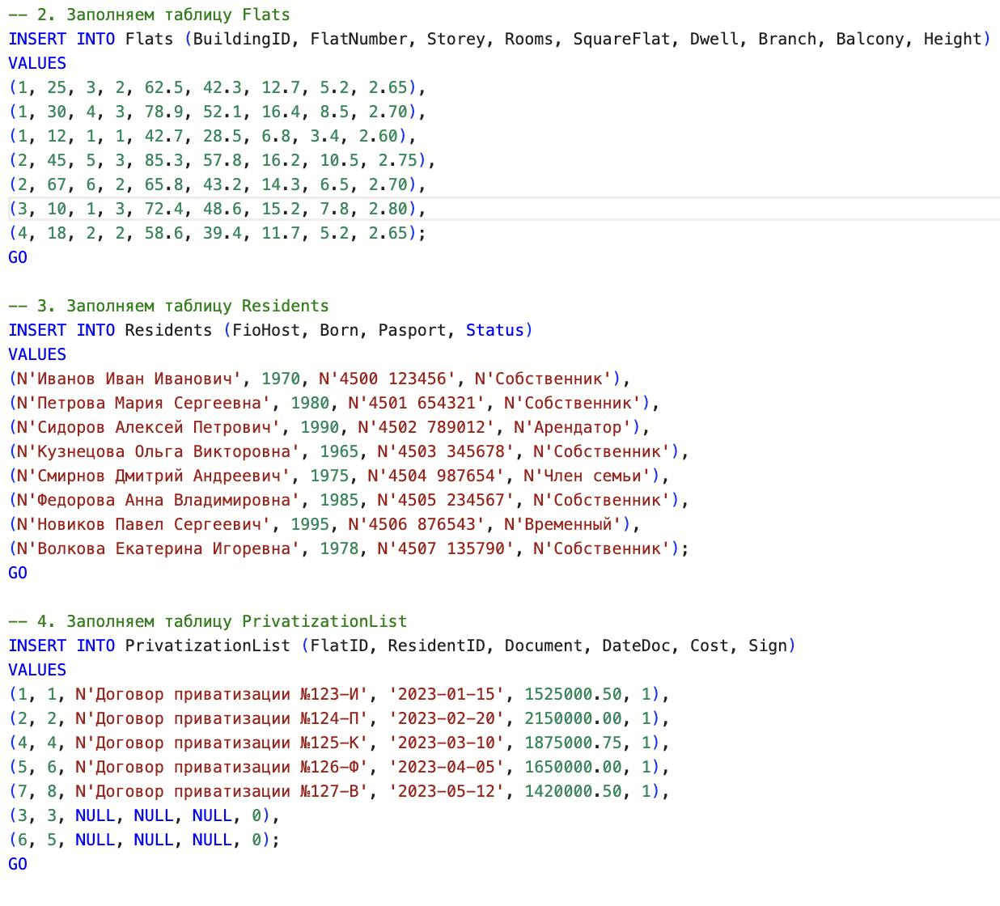 -- 2. Заполняем таблицу Flats
INSERT INTO Flats (BuildingID, FlatNumber, Storey, Rooms, SquareFlat, Dwell, Branch, Balcony, Height)
VALUES
(1, 25, 3, 2, 62.5, 42.3, 12.7, 5.2, 2.65),
(1, 30, 4, 3, 78.9, 52.1, 16.4, 8.5, 2.70),
(1, 12, 1, 1, 42.7, 28.5, 6.8, 3.4, 2.60),
(2, 45, 5, 3, 85.3, 57.8, 16.2, 10.5, 2.75),
(2, 67, 6, 2, 65.8, 43.2, 14.3, 6.5, 2.70),
(3, 10, 1, 3, 72.4, 48.6, 15.2, 7.8, 2.80),
(4, 18, 2, 2, 58.6, 39.4, 11.7, 5.2, 2.65);
GO
-- 3. Заполняем таблицу Residents
INSERT INTO Residents (FioHost, Born, Pasport, Status)
VALUES
(N'Иванов Иван Иванович', 1970, N'4500 123456', N'Собственник'),
(N'Петрова Мария Сергеевна', 1980, N'4501 654321', N'Собственник'),
(N'Сидоров Алексей Петрович', 1990, N'4502 789012', N'Арендатор'),
(N'Кузнецова Ольга Викторовна', 1965, N'4503 345678', N'Собственник'),
(N'Смирнов Дмитрий Андреевич', 1975, N'4504 987654', N'Член семьи'),
(N'Федорова Анна Владимировна', 1985, N'4505 234567', N'Собственник'),
(N'Новиков Павел Сергеевич', 1995, N'4506 876543', N'Временный'),
(N'Волкова Екатерина Игоревна', 1978, N'4507 135790', N'Собственник');
GO
-- 4. Заполняем таблицу PrivatizationList
INSERT INTO PrivatizationList (FlatID, ResidentID, Document, DateDoc, Cost, Sign)
VALUES
(1, 1, N'Договор приватизации №123-И', '2023-01-15', 1525000.50, 1),
(2, 2, N'Договор приватизации №124-П', '2023-02-20', 2150000.00, 1),
(4, 4, N'Договор приватизации №125-К', '2023-03-10', 1875000.75, 1),
(5, 6, N'Договор приватизации №126-Ф', '2023-04-05', 1650000.00, 1),
(7, 8, N'Договор приватизации №127-В', '2023-05-12', 1420000.50, 1),
(3, 3, NULL, NULL, NULL, 0),
(6, 5, NULL, NULL, NULL, 0);
GO